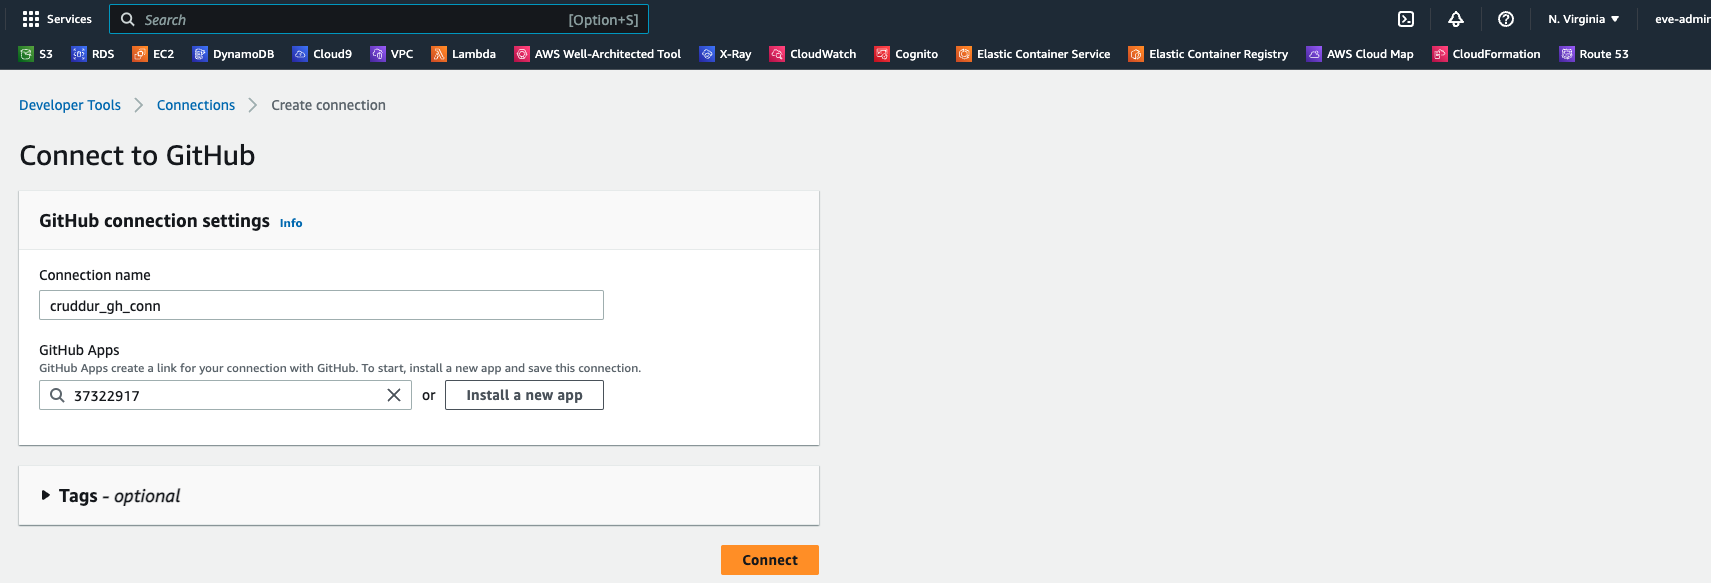 Services Search [Option+S] N. Virginia ▼ eve-admin
S3 RDS EC2 DynamoDB Cloud9 VPC Lambda AWS Well-Architected Tool X-Ray CloudWatch Cognito Elastic Container Service Elastic Container Registry AWS Cloud Map CloudFormation Route 53
Developer Tools > Connections > Create connection
Connect to GitHub
GitHub connection settings Info
Connection name
cruddur_gh_conn
GitHub Apps
GitHub Apps create a link for your connection with GitHub. To start, install a new app and save this connection.
37322917 or Install a new app
Tags - optional
Connect